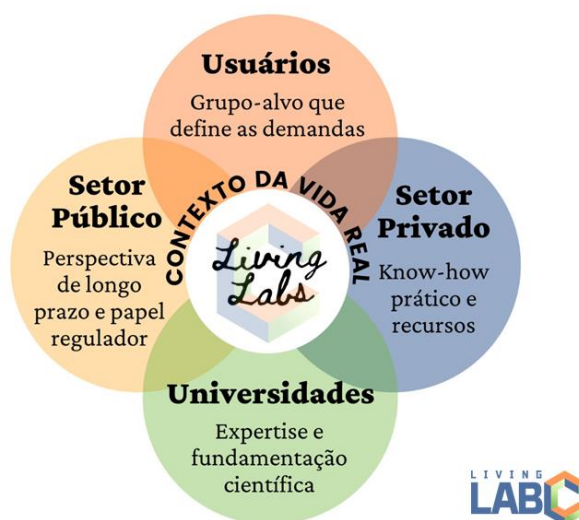 Usuários
Grupo-alvo que
define as demandas
Setor
Público
Perspectiva
de longo
prazo e papel
regulador
CONTEXTO DA VIDA REAL
Living
Labs
Setor
Privado
Know-how
prático e
recursos
Universidades
Expertise e
fundamentação
científica
LIVING
LABC